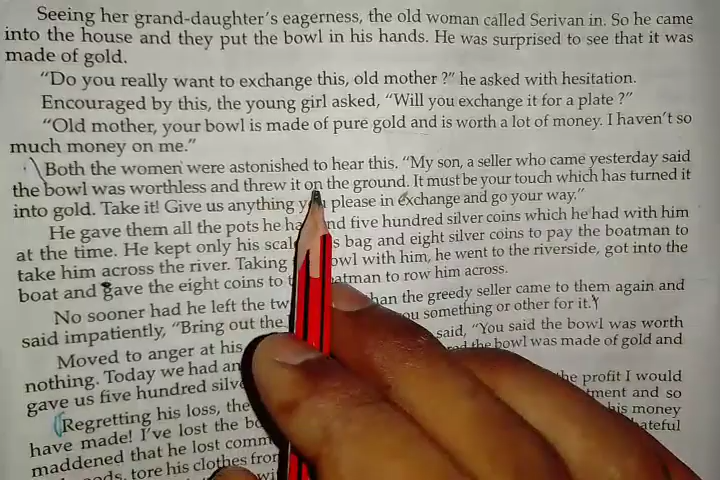 Seeing her grand-daughter's eagerness, the old woman called Serivan in. So he came
into the house and they put the bowl in his hands. He was surprised to see that it was
made of gold.
"Do you really want to exchange this, old mother ?" he asked with hesitation.
Encouraged by this, the young girl asked, "Will you exchange it for a plate ?"
"Old mother, your bowl is made of pure gold and is worth a lot of money. I haven't so
much money on me."
Both the women were astonished to hear this. "My son, a seller who came yesterday said
the bowl was worthless and threw it on the ground. It must be your touch which has turned it
into gold. Take it! Give us anything you please in exchange and go your way."
He gave them all the pots he had and five hundred silver coins which he had with him
at the time. He kept only his bag and eight silver coins to pay the boatman to
take him across the river. Taking bowl with him, he went to the riverside, got into the
boat and gave the eight coins to boatman to row him across.
No sooner had he left the than the greedy seller came to them again and
said impatiently, "Bring out the you something or other for it."
Moved to anger at his said, "You said the bowl was worth
nothing. Today we had an the bowl was made of gold and
gave us five hundred
Regretting his loss, the the profit I would
have made! I've lost the and so
maddened that he lost his money
tore his clothes from